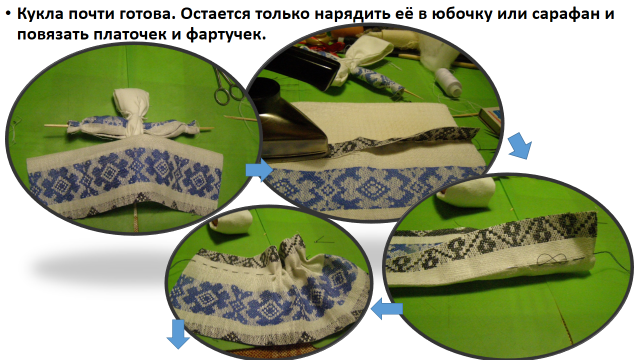 • Кукла почти готова. Остается только нарядить её в юбочку или сарафан и
повязать платочек и фартучек.